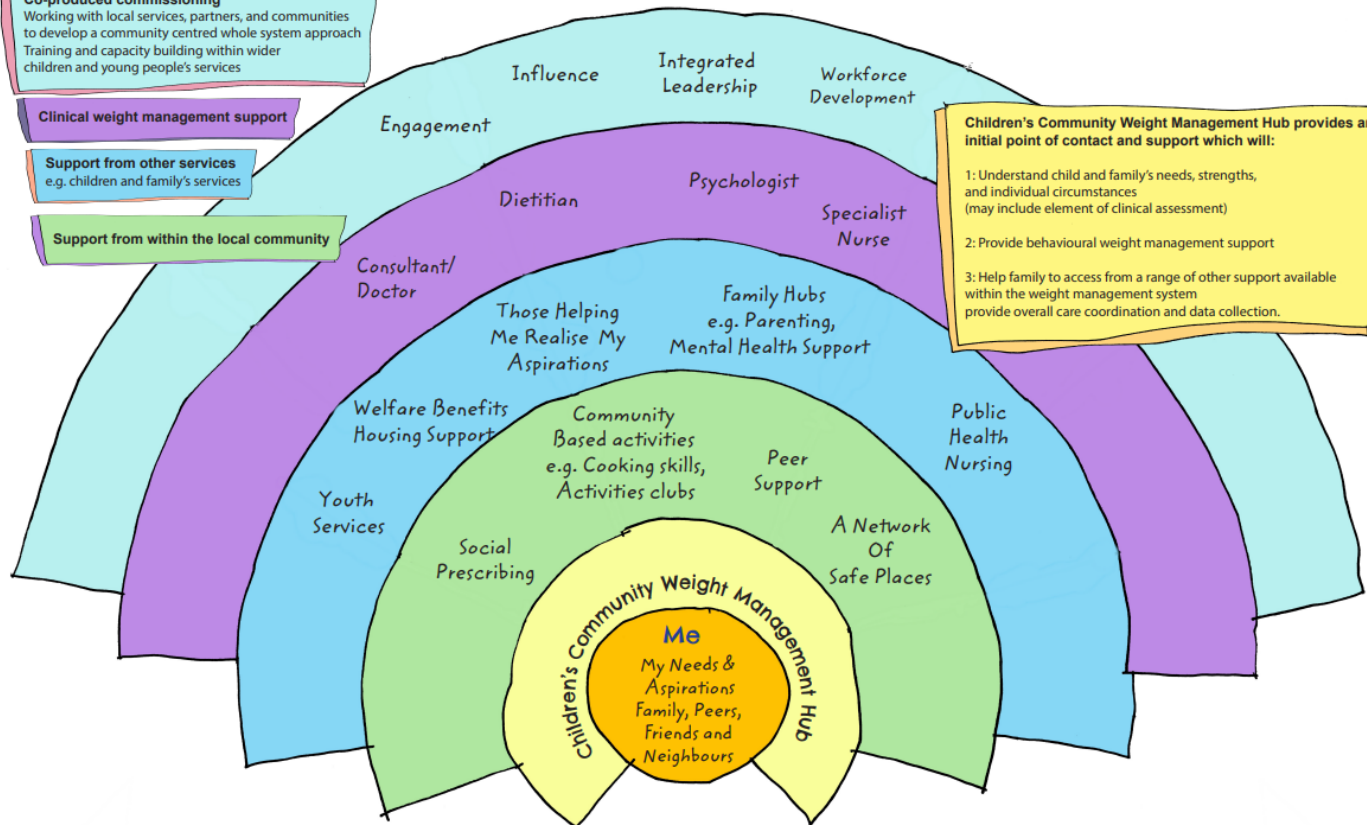 Co-produced commissioning
Working with local services, partners, and communities
to develop a community centred whole system approach
Training and capacity building within wider
children and young people's services
Clinical weight management support
Support from other services
e.g. children and family's services
Support from within the local community
Children's Community Weight Management Hub provides an
initial point of contact and support which will:
1: Understand child and family's needs, strengths,
and individual circumstances
(may include element of clinical assessment)
2: Provide behavioural weight management support
3: Help family to access from a range of other support available
within the weight management system
provide overall care coordination and data collection.
Engagement
Influence
Integrated
Leadership
Workforce
Development
Consultant/
Doctor
Dietitian
Psychologist
Specialist
Nurse
Youth
Services
Welfare Benefits
Housing Support
Those Helping
Me Realise My
Aspirations
Family Hubs
e.g. Parenting,
Mental Health Support
Public
Health
Nursing
Social
Prescribing
Community
Based activities
e.g. Cooking skills,
Activities clubs
Peer
Support
A Network
Of
Safe Places
Children's Community Weight Management Hub
Me
My Needs &
Aspirations
Family, Peers,
Friends and
Neighbours